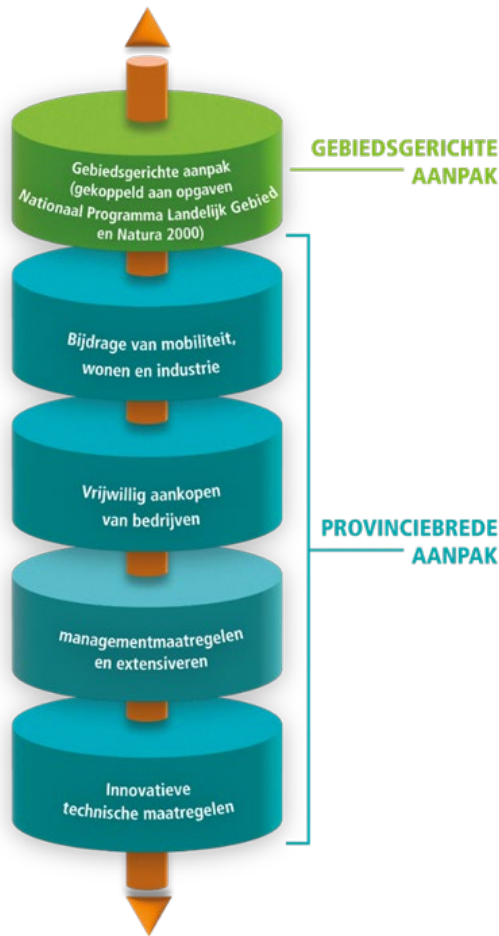 Gebiedsgerichte aanpak
(gekoppeld aan opgaven
Nationaal Programma Landelijk Gebied
en Natura 2000)
GEBIEDSGERICHTE
AANPAK
Bijdrage van mobiliteit,
wonen en industrie
Vrijwillig aankopen
van bedrijven
PROVINCIEBREDE
AANPAK
managementmaatregelen
en extensiveren
Innovatieve
technische maatregelen